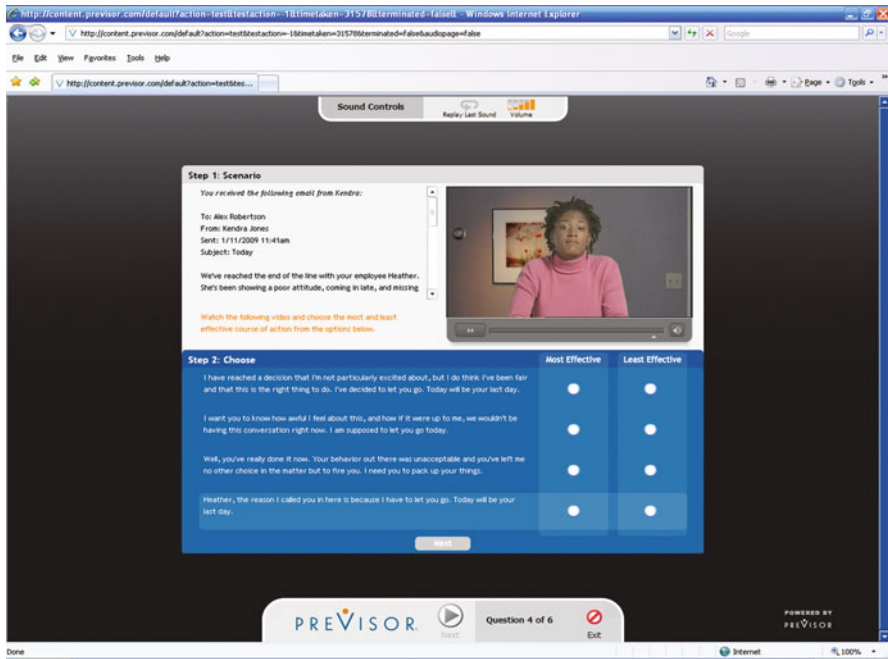 http://content.previsor.com/default?action=test&testaction=-1&timetaken=31578&terminated=false& - Windows Internet Explorer
http://content.previsor.com/default?action=test&testaction=-1&timetaken=31578&terminated=false&audiopage=false
Google
File Edit View Favorites Tools Help
http://content.previsor.com/default?action=test&tes...
Page Tools
Sound Controls
Replay Last Sound Volume
Step 1: Scenario
You received the following email from Kendra:
To: Alex Robertson
From: Kendra Jones
Sent: 1/11/2009 11:41am
Subject: Today
We've reached the end of the line with your employee Heather.
She's been showing a poor attitude, coming in late, and missing
Watch the following video and choose the most and least
effective course of action from the options below.
Step 2: Choose Most Effective Least Effective
I have reached a decision that I'm not particularly excited about, but I do think I've been fair
and that this is the right thing to do. I've decided to let you go. Today will be your last day.
I want you to know how awful I feel about this, and how if it were up to me, we wouldn't be
having this conversation right now. I am supposed to let you go today.
Well, you've really done it now. Your behavior out there was unacceptable and you've left me
no other choice in the matter but to fire you. I need you to pack up your things.
Heather, the reason I called you in here is because I have to let you go. Today will be your
last day.
Next
PREVISOR.
Next
Question 4 of 6
Exit
POWERED BY
PREVISOR
Done Internet 100%